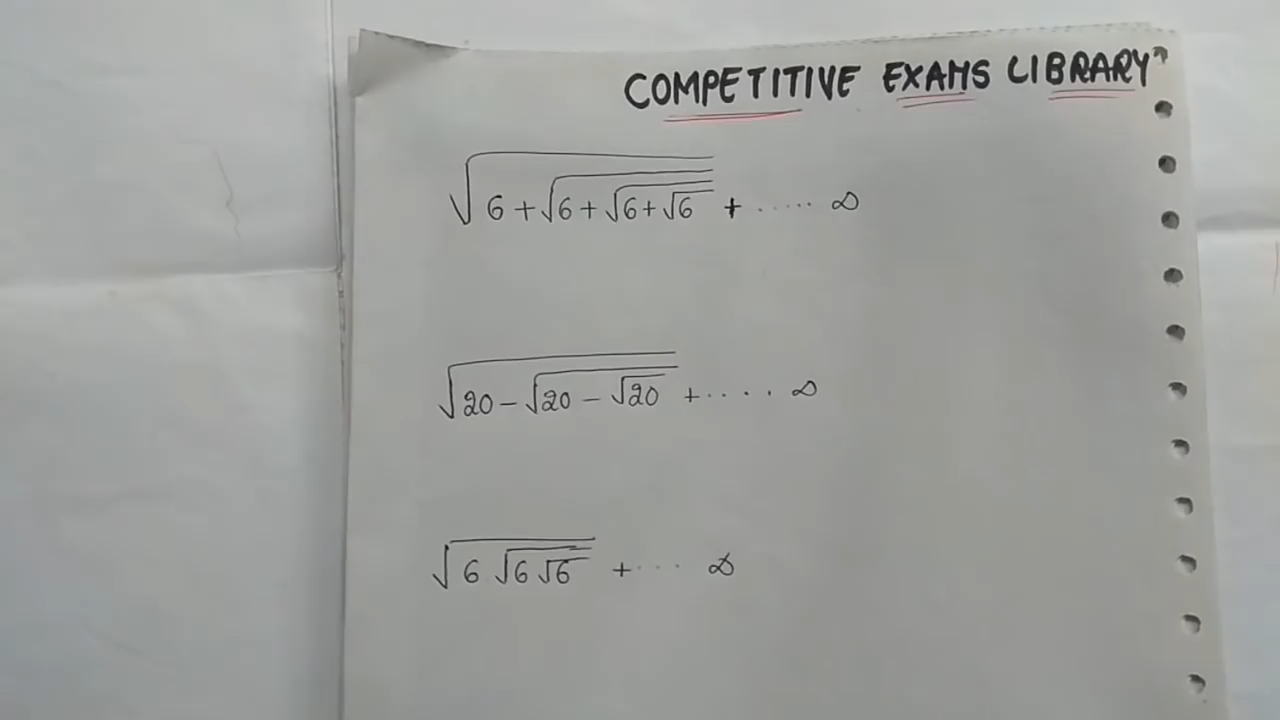 COMPETITIVE EXAMS LIBRARY"
√(6+√(6+√(6+√6))) + ..... ∞
√(20-√(20-√20)) +..... ∞
√(6√(6√6)) +.... ∞